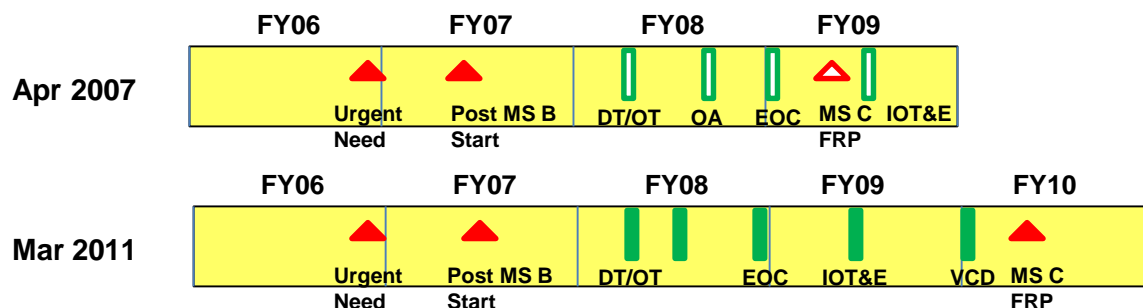 FY06 FY07 FY08 FY09
Apr 2007
Urgent Need Post MS B Start DT/OT OA EOC MS C FRP IOT&E
FY06 FY07 FY08 FY09 FY10
Mar 2011
Urgent Need Post MS B Start DT/OT EOC IOT&E VCD MS C FRP